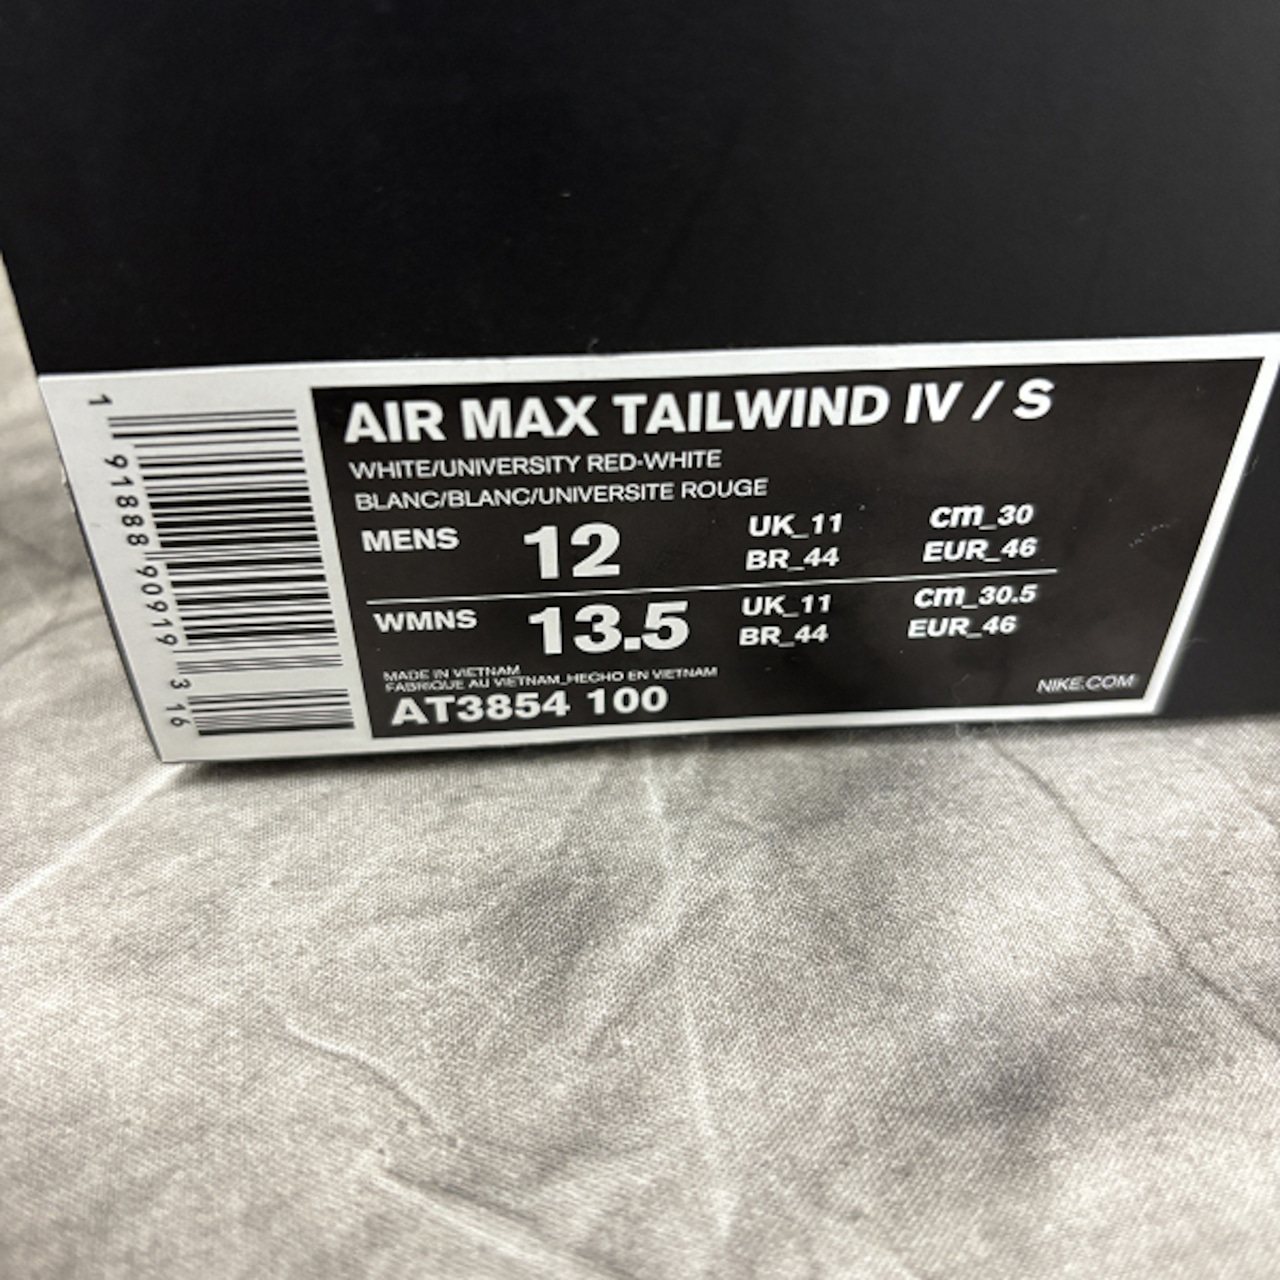 AIR MAX TAILWIND IV / S
WHITE/UNIVERSITY RED-WHITE
BLANC/BLANC/UNIVERSITE ROUGE
MENS 12 UK_11 cm_30
BR_44 EUR_46
WMNS 13.5 UK_11 cm_30.5
BR_44 EUR_46
MADE IN VIETNAM
FABRIQUE AU VIETNAM_HECHO EN VIETNAM
AT3854 100
NIKE.COM
1 91888 90919 3 16